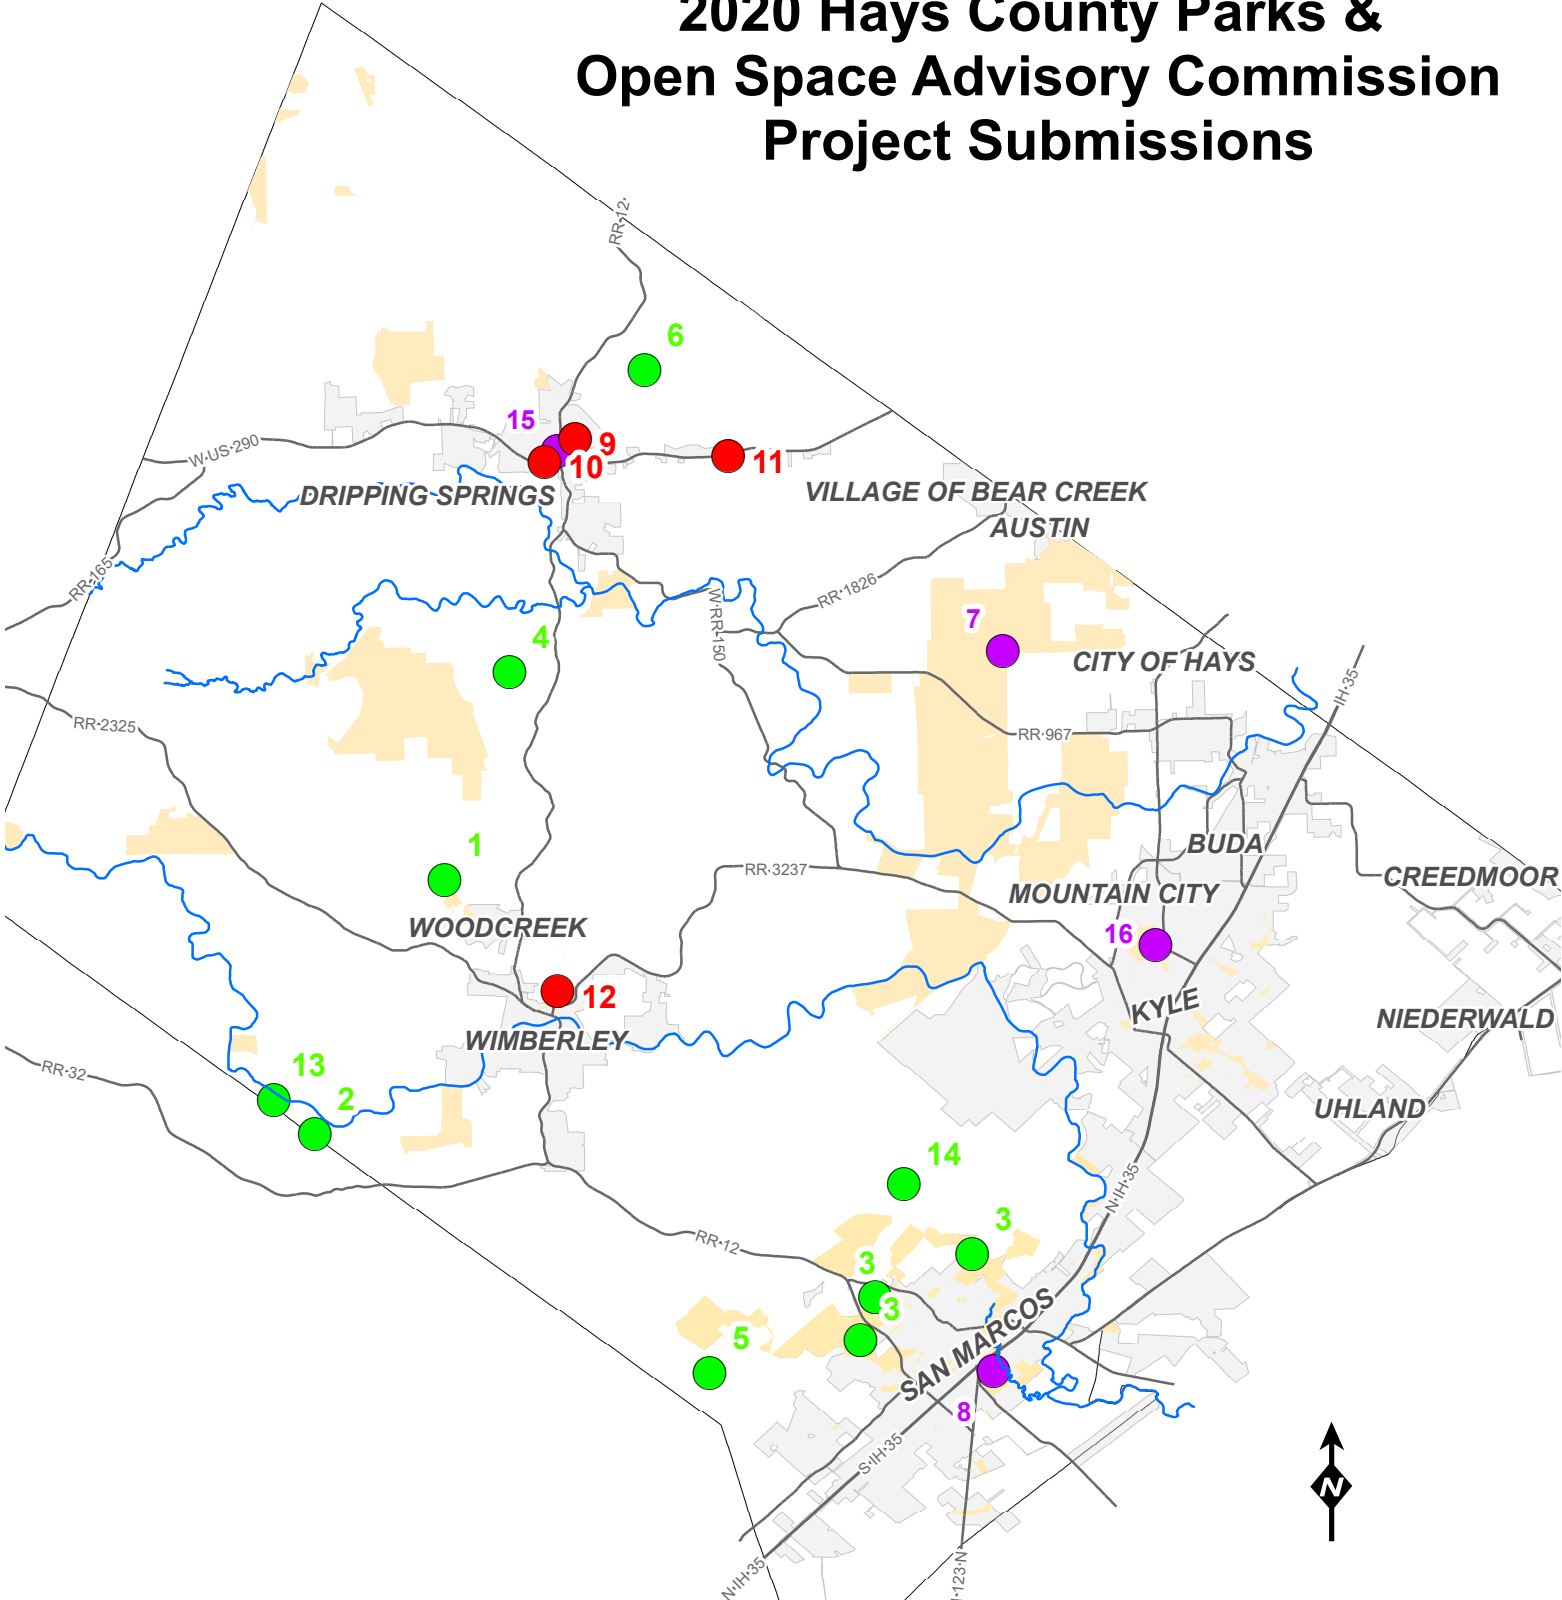 2020 Hays County Parks &
Open Space Advisory Commission
Project Submissions
RR-12
6
15
9
10
11
W US-290
DRIPPING SPRINGS
VILLAGE OF BEAR CREEK
AUSTIN
RR-165
RR-1826
W-RR-150
7
4
CITY OF HAYS
IH-35
RR-2325
RR-967
1
BUDA
RR-3237
CREEDMOOR
MOUNTAIN CITY
WOODCREEK
16
12
KYLE
NIEDERWALD
WIMBERLEY
RR-32
13
2
UHLAND
14
N-IH-35
3
RR-12
3
3
5
SAN MARCOS
8
S-IH-35
N
N-IH-35
123-N